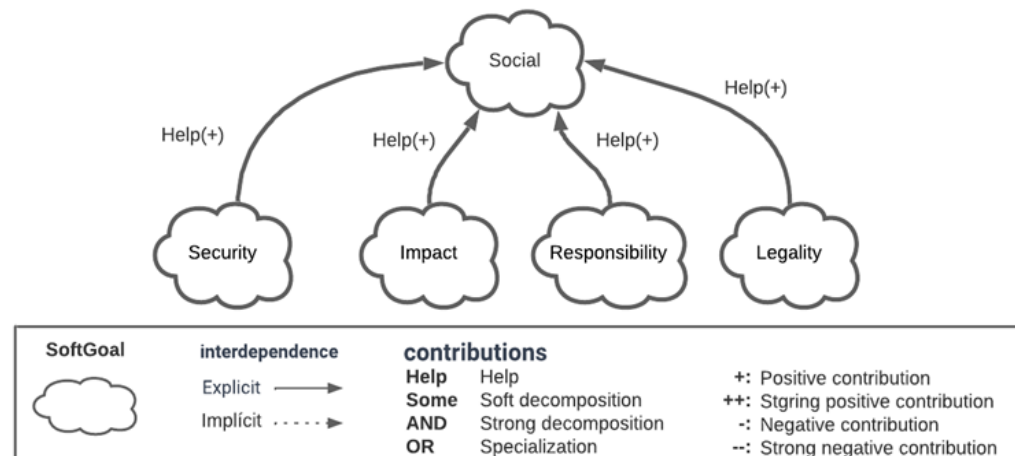 Social
Help(+)
Help(+)
Help(+)
Help(+)
Security
Impact
Responsibility
Legality
SoftGoal
interdependence
Explicit
Implícit
contributions
Help Help
Some Soft decomposition
AND Strong decomposition
OR Specialization
+: Positive contribution
++: Stgring positive contribution
-: Negative contribution
--: Strong negative contribution